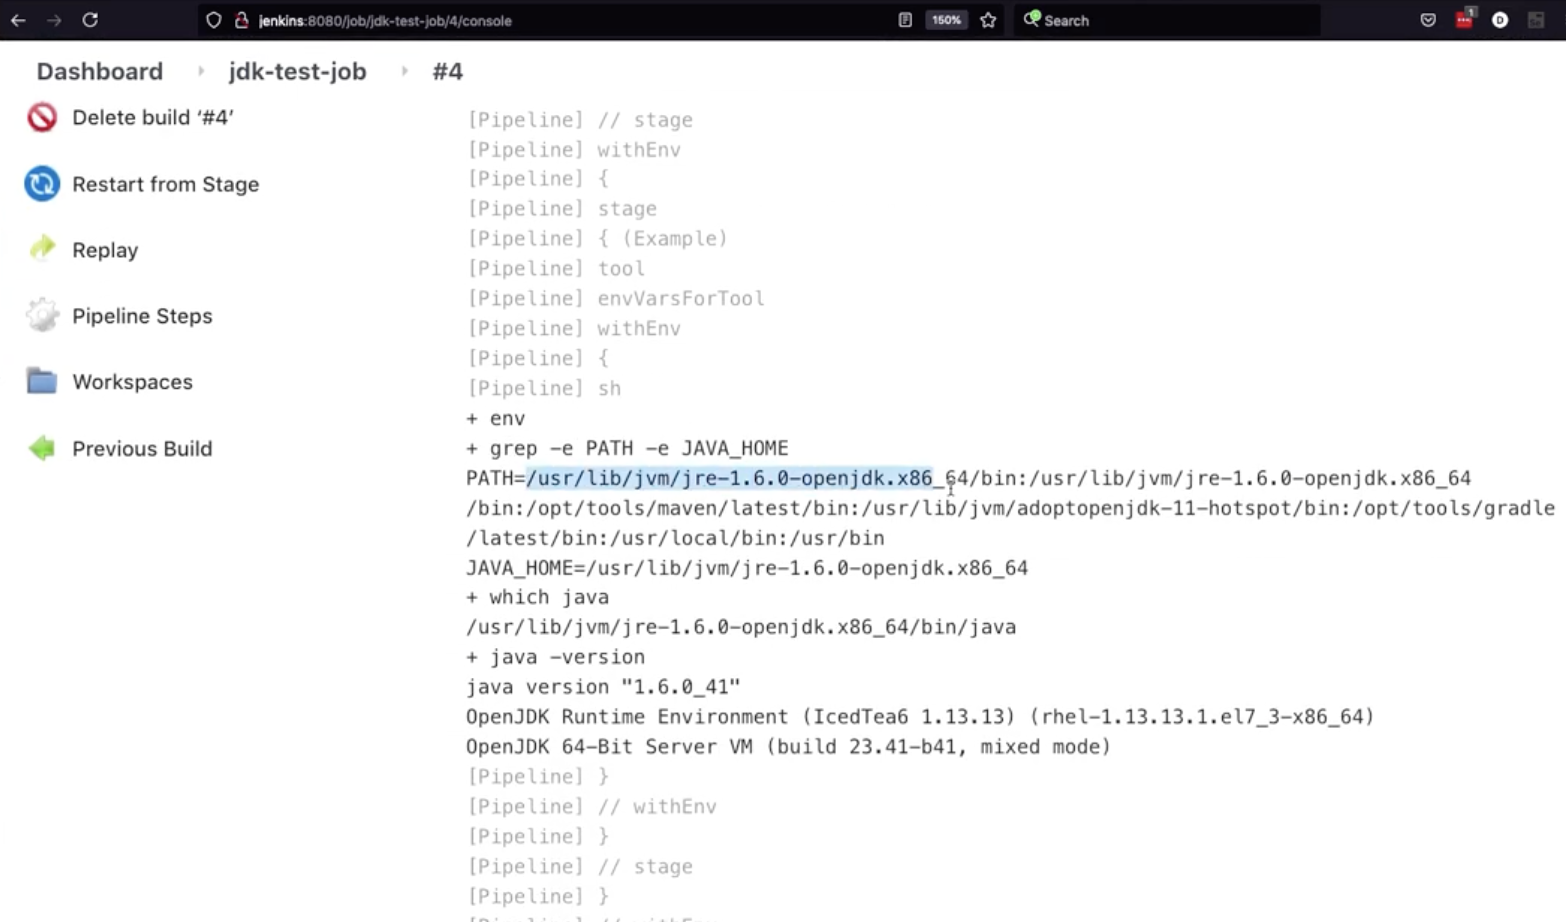 jenkins:8080/job/jdk-test-job/4/console
150%
Search
1
D
Dashboard
jdk-test-job
#4
Delete build ‘#4’
Restart from Stage
Replay
Pipeline Steps
Workspaces
Previous Build
[Pipeline] // stage
[Pipeline] withEnv
[Pipeline] {
[Pipeline] stage
[Pipeline] { (Example)
[Pipeline] tool
[Pipeline] envVarsForTool
[Pipeline] withEnv
[Pipeline] {
[Pipeline] sh
+ env
+ grep -e PATH -e JAVA_HOME
PATH=/usr/lib/jvm/jre-1.6.0-openjdk.x86_64/bin:/usr/lib/jvm/jre-1.6.0-openjdk.x86_64
/bin:/opt/tools/maven/latest/bin:/usr/lib/jvm/adoptopenjdk-11-hotspot/bin:/opt/tools/gradle
/latest/bin:/usr/local/bin:/usr/bin
JAVA_HOME=/usr/lib/jvm/jre-1.6.0-openjdk.x86_64
+ which java
/usr/lib/jvm/jre-1.6.0-openjdk.x86_64/bin/java
+ java -version
java version "1.6.0_41"
OpenJDK Runtime Environment (IcedTea6 1.13.13) (rhel-1.13.13.1.el7_3-x86_64)
OpenJDK 64-Bit Server VM (build 23.41-b41, mixed mode)
[Pipeline] }
[Pipeline] // withEnv
[Pipeline] }
[Pipeline] // stage
[Pipeline] }